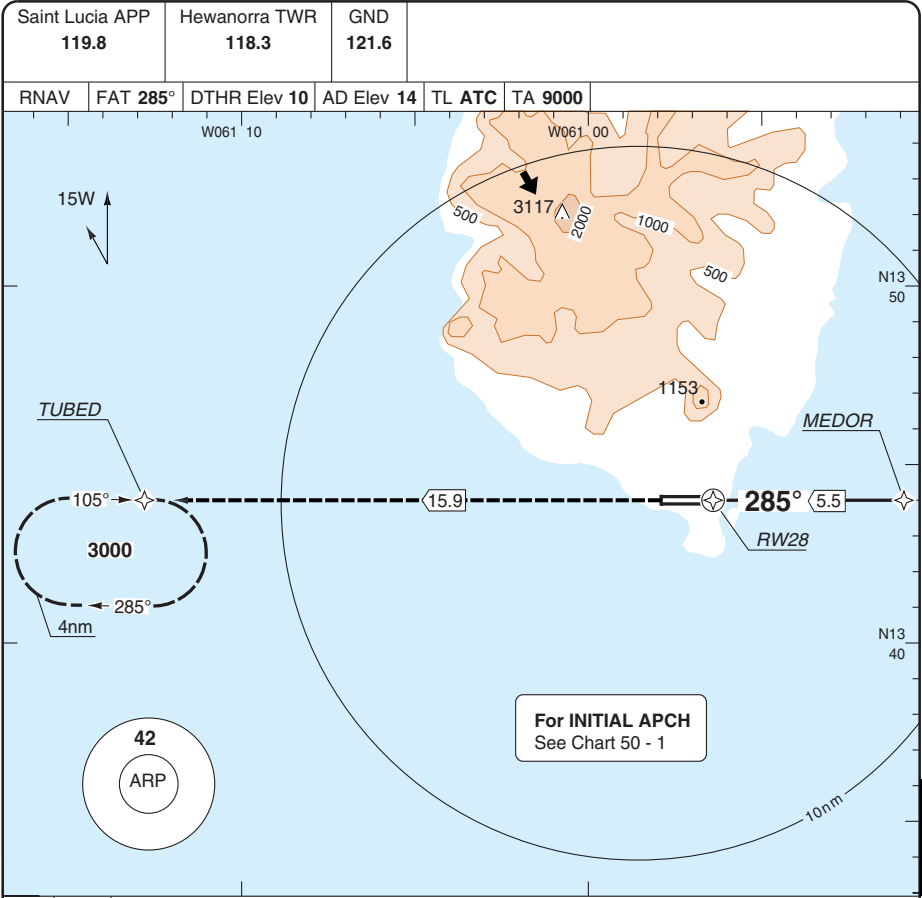 Saint Lucia APP
119.8
Hewanorra TWR
118.3
GND
121.6
RNAV
FAT 285°
DTHR Elev 10
AD Elev 14
TL ATC
TA 9000
W061 10
W061 00
15W
3117
500
2000
1000
500
N13
50
1153
TUBED
MEDOR
105°
15.9
285°
5.5
3000
RW28
285°
4nm
N13
40
For INITIAL APCH
See Chart 50 - 1
42
ARP
10nm